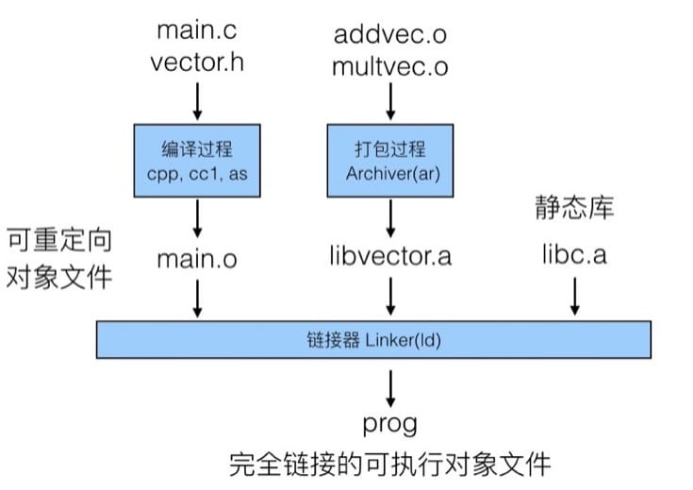 main.c
vector.h
addvec.o
multvec.o
编译过程
cpp, cc1, as
打包过程
Archiver(ar)
静态库
可重定向
对象文件
main.o
libvector.a
libc.a
链接器 Linker(ld)
prog
完全链接的可执行对象文件